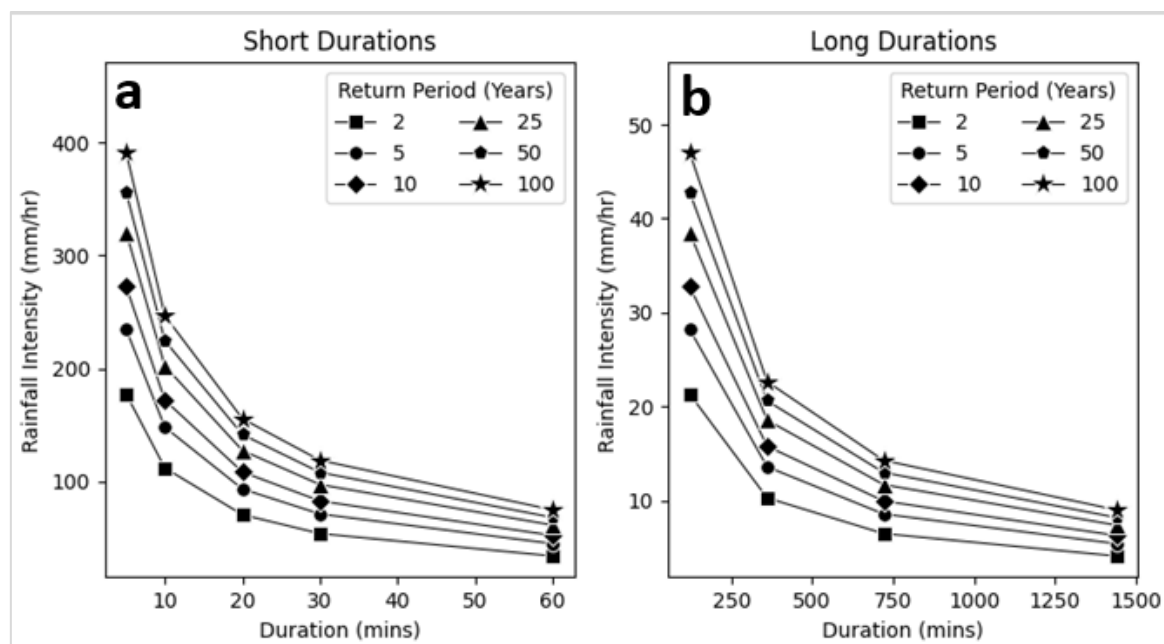 Short Durations
a
Return Period (Years)
2 25
5 50
10 100
400
300
200
100
Rainfall Intensity (mm/hr)
10 20 30 40 50 60
Duration (mins)
Long Durations
b
Return Period (Years)
2 25
5 50
10 100
50
40
30
20
10
Rainfall Intensity (mm/hr)
250 500 750 1000 1250 1500
Duration (mins)